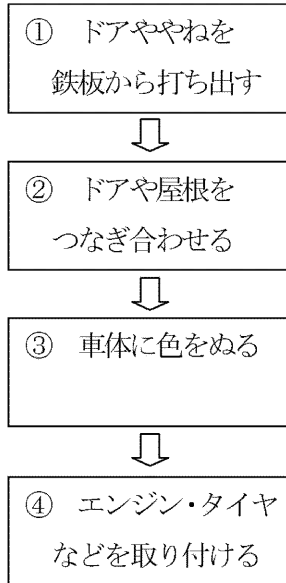 ① ドアややねを
鉄板から打ち出す
② ドアや屋根を
つなぎ合わせる
③ 車体に色をぬる
④ エンジン・タイヤ
などを取り付ける